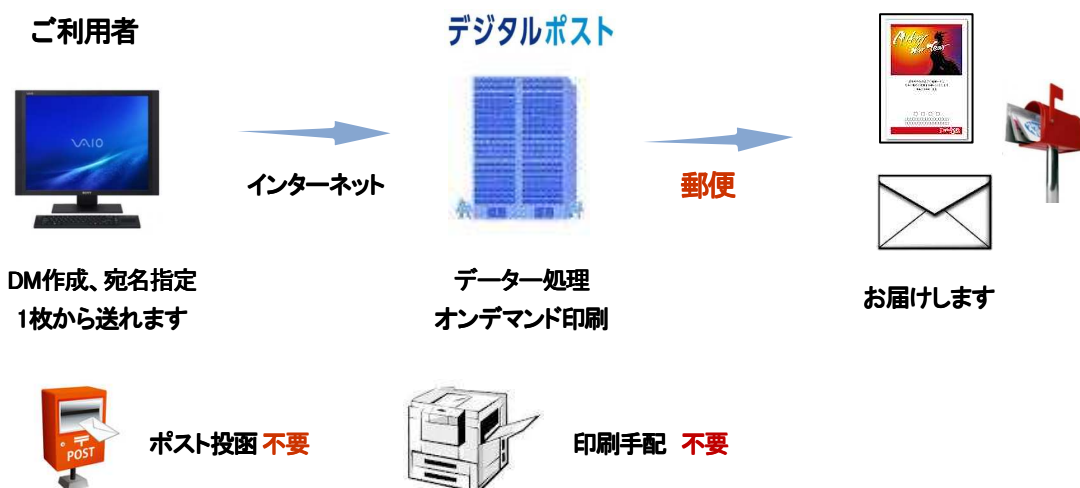 ご利用者
デジタルポスト
VAIO
インターネット
郵便
DM作成、宛名指定
1枚から送れます
データー処理
オンデマンド印刷
お届けします
POST
ポスト投函 不要
印刷手配 不要